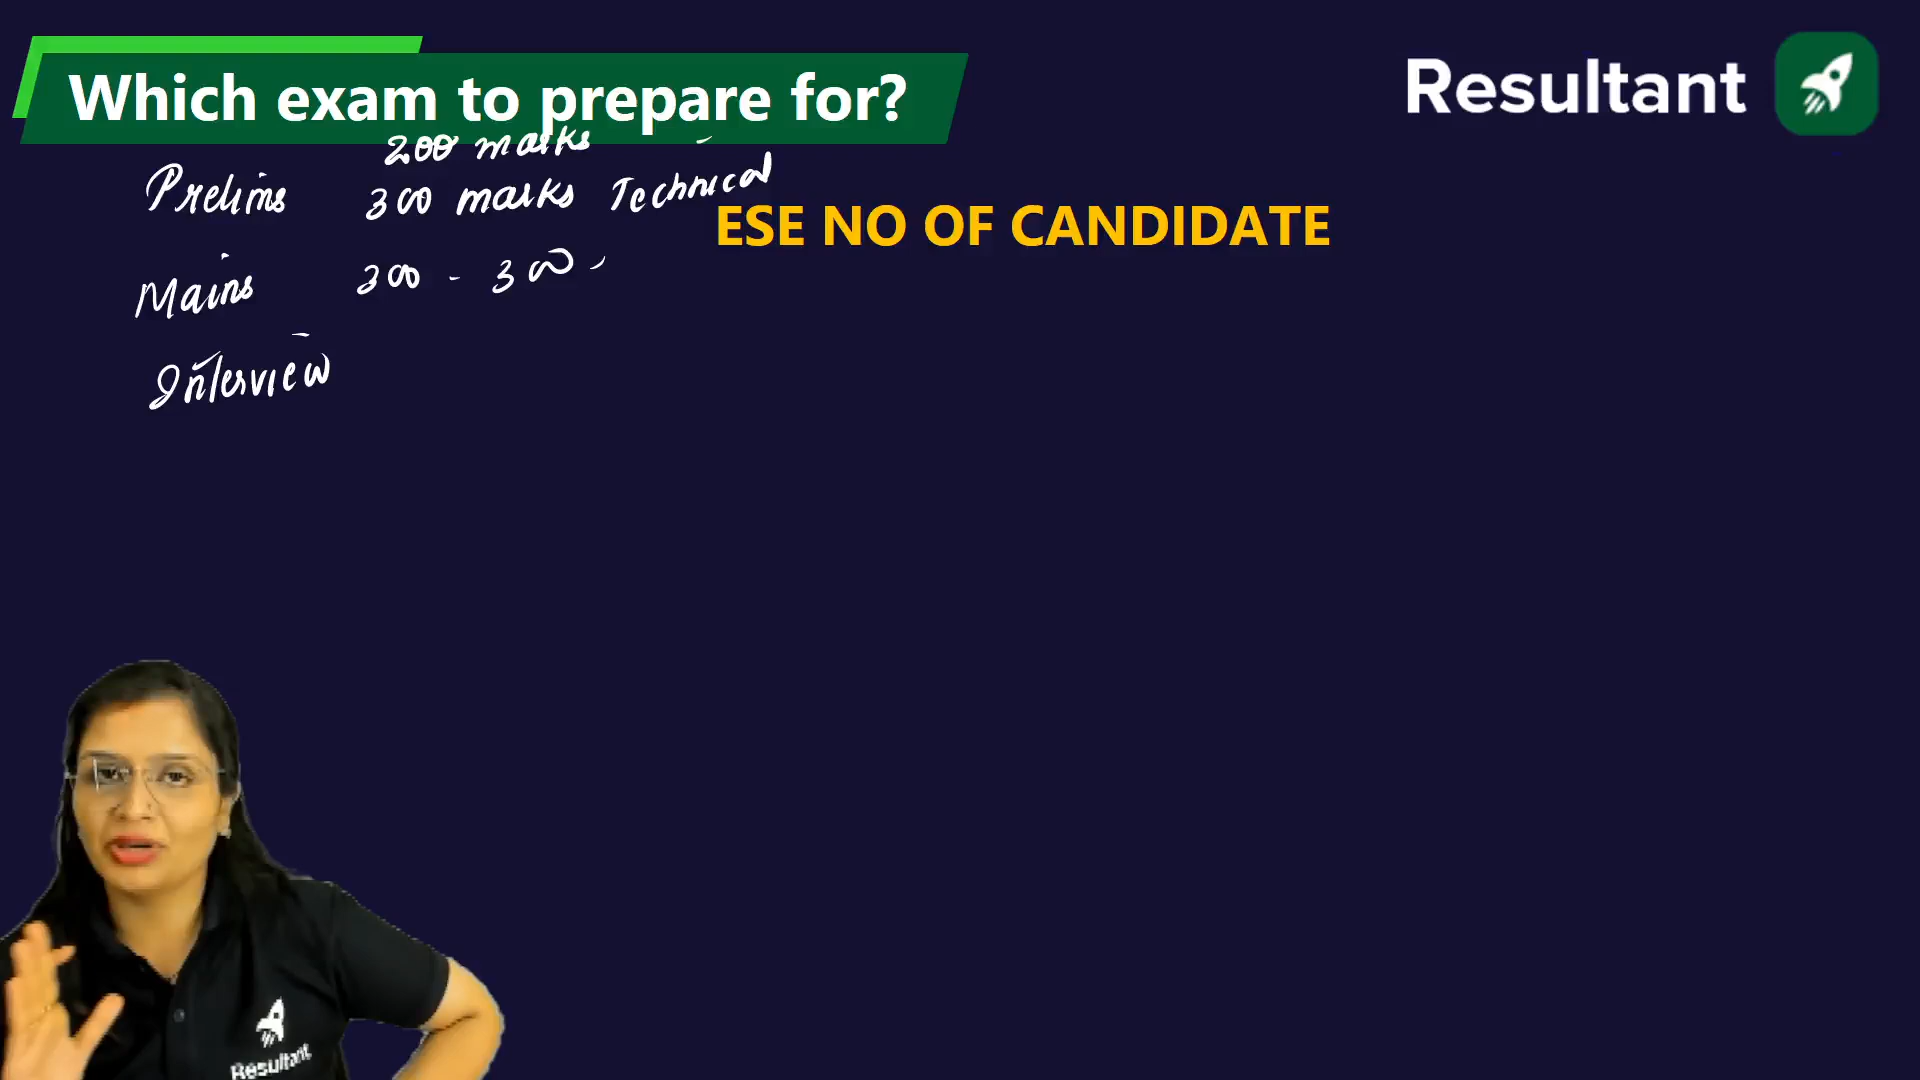 Which exam to prepare for?
Resultant
200 marks
Prelims 300 marks Technical
ESE NO OF CANDIDATE
Mains 300 - 300
Interview
Resultant